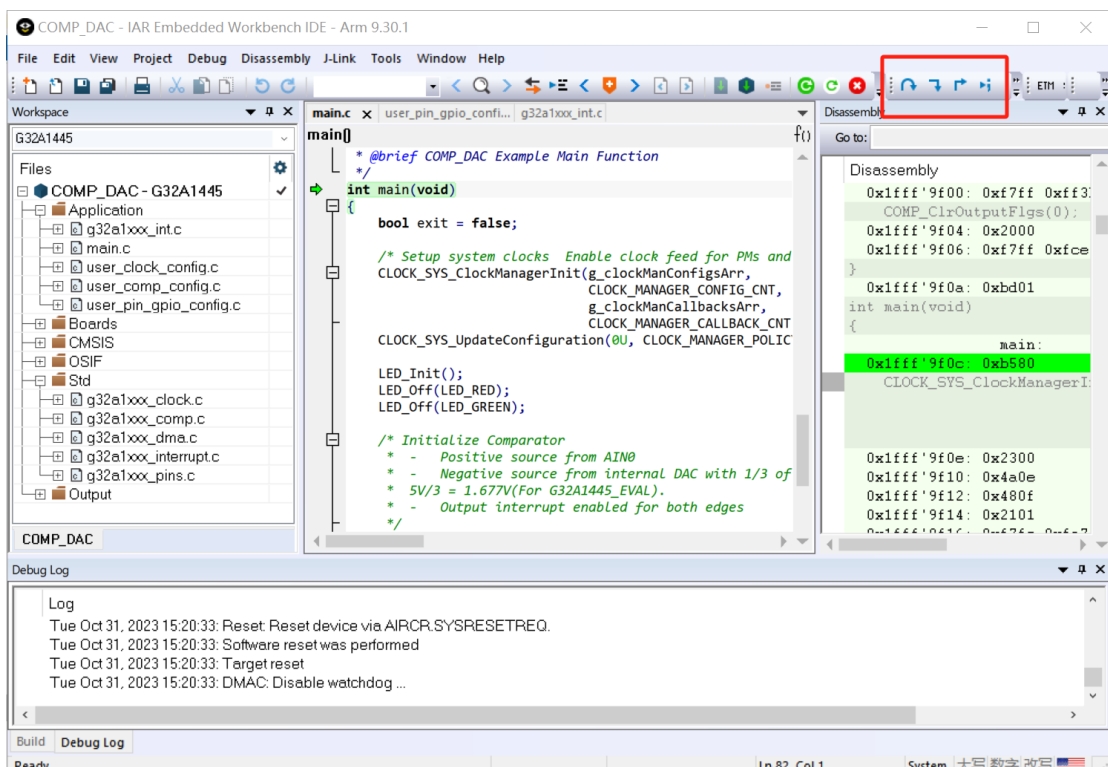 COMP_DAC - IAR Embedded Workbench IDE - Arm 9.30.1
File Edit View Project Debug Disassembly J-Link Tools Window Help
ETM
Workspace
G32A1445
Files
COMP_DAC - G32A1445
Application
g32a1xxx_int.c
main.c
user_clock_config.c
user_comp_config.c
user_pin_gpio_config.c
Boards
CMSIS
OSIF
Std
g32a1xxx_clock.c
g32a1xxx_comp.c
g32a1xxx_dma.c
g32a1xxx_interrupt.c
g32a1xxx_pins.c
Output
COMP_DAC
main.c x user_pin_gpio_confi... g32a1xxx_int.c
main() f()
* @brief COMP_DAC Example Main Function
*/
int main(void)
{
bool exit = false;
/* Setup system clocks Enable clock feed for PMs and
CLOCK_SYS_ClockManagerInit(g_clockManConfigsArr,
CLOCK_MANAGER_CONFIG_CNT,
g_clockManCallbacksArr,
CLOCK_MANAGER_CALLBACK_CNT
CLOCK_SYS_UpdateConfiguration(0U, CLOCK_MANAGER_POLIC
LED_Init();
LED_Off(LED_RED);
LED_Off(LED_GREEN);
/* Initialize Comparator
* - Positive source from AIN0
* - Negative source from internal DAC with 1/3 of
* 5V/3 = 1.677V(For G32A1445_EVAL).
* - Output interrupt enabled for both edges
*/
Disassembly
Go to:
Disassembly
0x1fff'9f00: 0xf7ff 0xff3
COMP_ClrOutputFlgs(0);
0x1fff'9f04: 0x2000
0x1fff'9f06: 0xf7ff 0xfce
}
0x1fff'9f0a: 0xbd01
int main(void)
{
main:
0x1fff'9f0c: 0xb580
CLOCK_SYS_ClockManagerI
0x1fff'9f0e: 0x2300
0x1fff'9f10: 0x4a0e
0x1fff'9f12: 0x480f
0x1fff'9f14: 0x2101
Debug Log
Log
Tue Oct 31, 2023 15:20:33: Reset: Reset device via AIRCR.SYSRESETREQ.
Tue Oct 31, 2023 15:20:33: Software reset was performed
Tue Oct 31, 2023 15:20:33: Target reset
Tue Oct 31, 2023 15:20:33: DMAC: Disable watchdog ...
Build Debug Log
Ready Ln 82, Col 1 System 大写 数字 改写